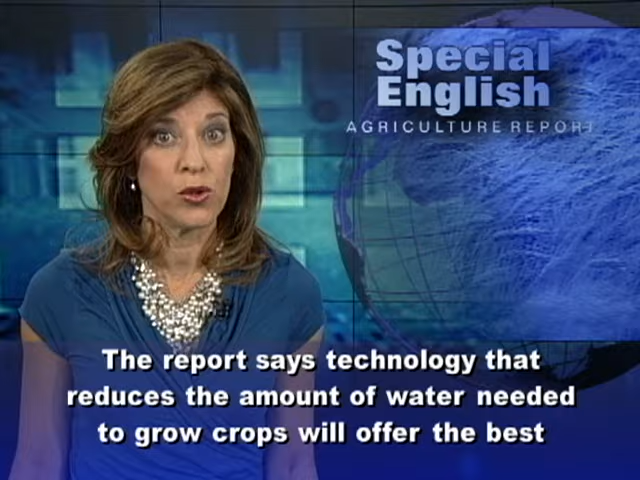 Special
English
AGRICULTURE REPORT
The report says technology that
reduces the amount of water needed
to grow crops will offer the best